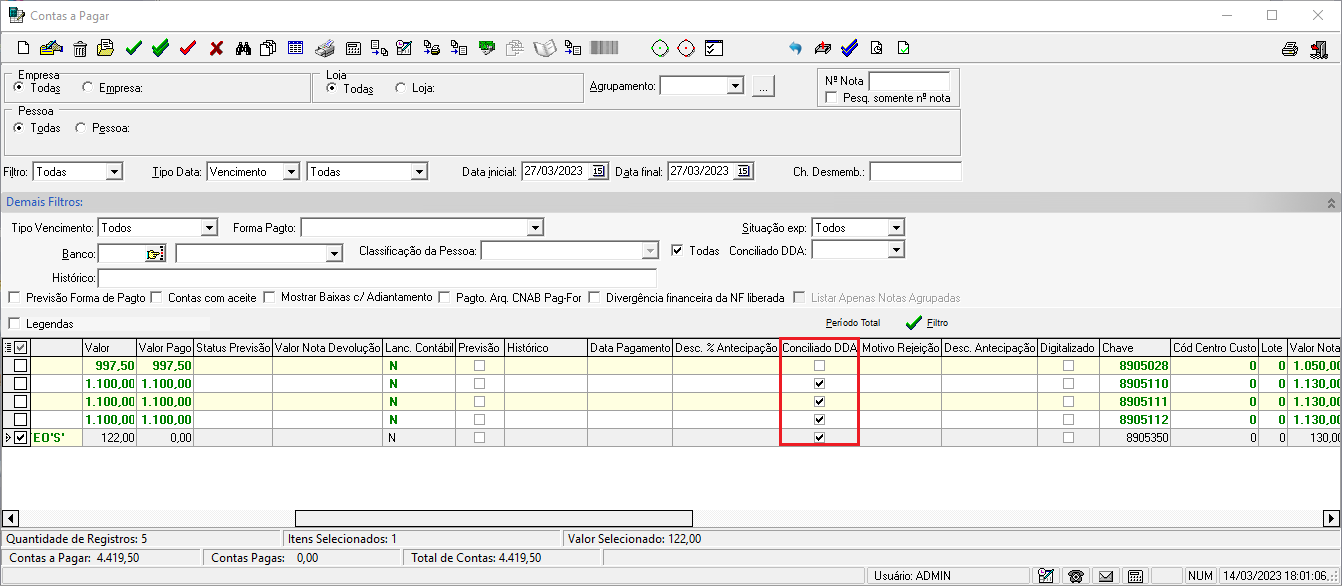 Contas a Pagar
Empresa
Todas Empresa:
Loja
Todas Loja:
Agrupamento: ...
Nº Nota
Pesq. somente nº nota
Pessoa
Todas Pessoa:
Filtro: Todas Tipo Data: Vencimento Todas Data inicial: 27/03/2023 15 Data final: 27/03/2023 15 Ch. Desmemb.:
Demais Filtros:
Tipo Vencimento: Todos Forma Pagto: Situação exp: Todos
Banco: Classificação da Pessoa: Todas Conciliado DDA:
Histórico:
Previsão Forma de Pagto Contas com aceite Mostrar Baixas c/ Adiantamento Pagto. Arq. CNAB Pag-For Divergência financeira da NF liberada Listar Apenas Notas Agrupadas
Legendas Período Total Filtro
Valor Valor Pago Status Previsão Valor Nota Devolução Lanc. Contábil Previsão Histórico Data Pagamento Desc. % Antecipação Conciliado DDA Motivo Rejeição Desc. Antecipação Digitalizado Chave Cód Centro Custo Lote Valor Nota
997,50 997,50 N 8905028 0 0 1.050,0
1.100,00 1.100,00 N 8905110 0 0 1.130,0
1.100,00 1.100,00 N 8905111 0 0 1.130,0
1.100,00 1.100,00 N 8905112 0 0 1.130,0
EO'S' 122,00 0,00 N 8905350 0 0 130,0
Quantidade de Registros: 5 Itens Selecionados: 1 Valor Selecionado: 122,00
Contas a Pagar: 4.419,50 Contas Pagas: 0,00 Total de Contas: 4.419,50
Usuário: ADMIN NUM 14/03/2023 18:01:06